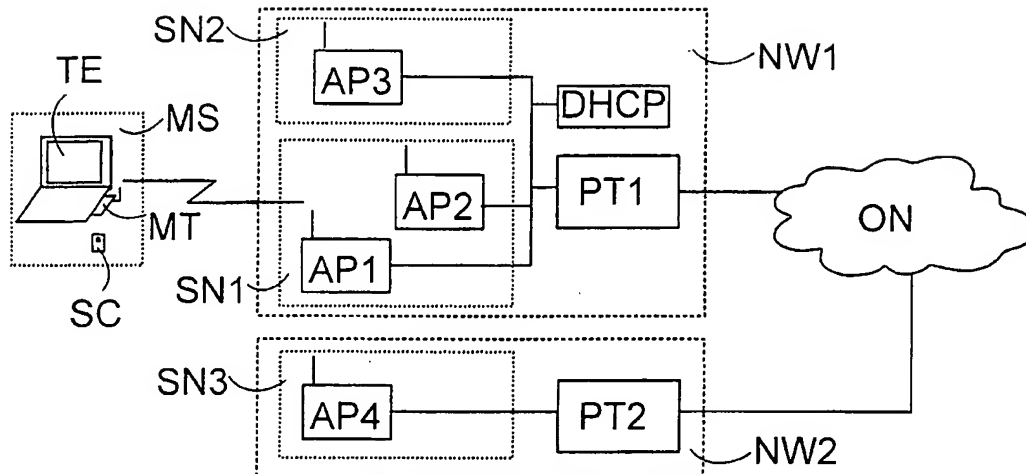 SN2
NW1
TE
AP3
DHCP
MS
AP2
PT1
ON
MT
AP1
SN1
SC
SN3
AP4
PT2
NW2